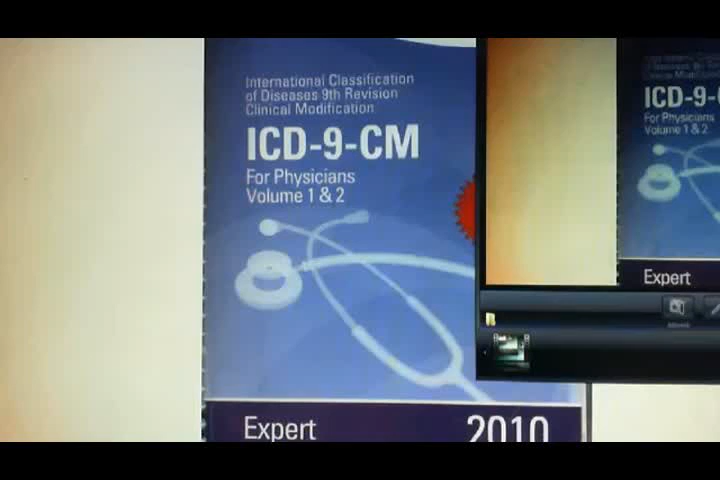 International Classification
of Diseases 9th Revision
Clinical Modification
ICD-9-CM
For Physicians
Volume 1 & 2
Expert
2010
ICD-9-C
For Physicians
Volume 1 & 2
Expert